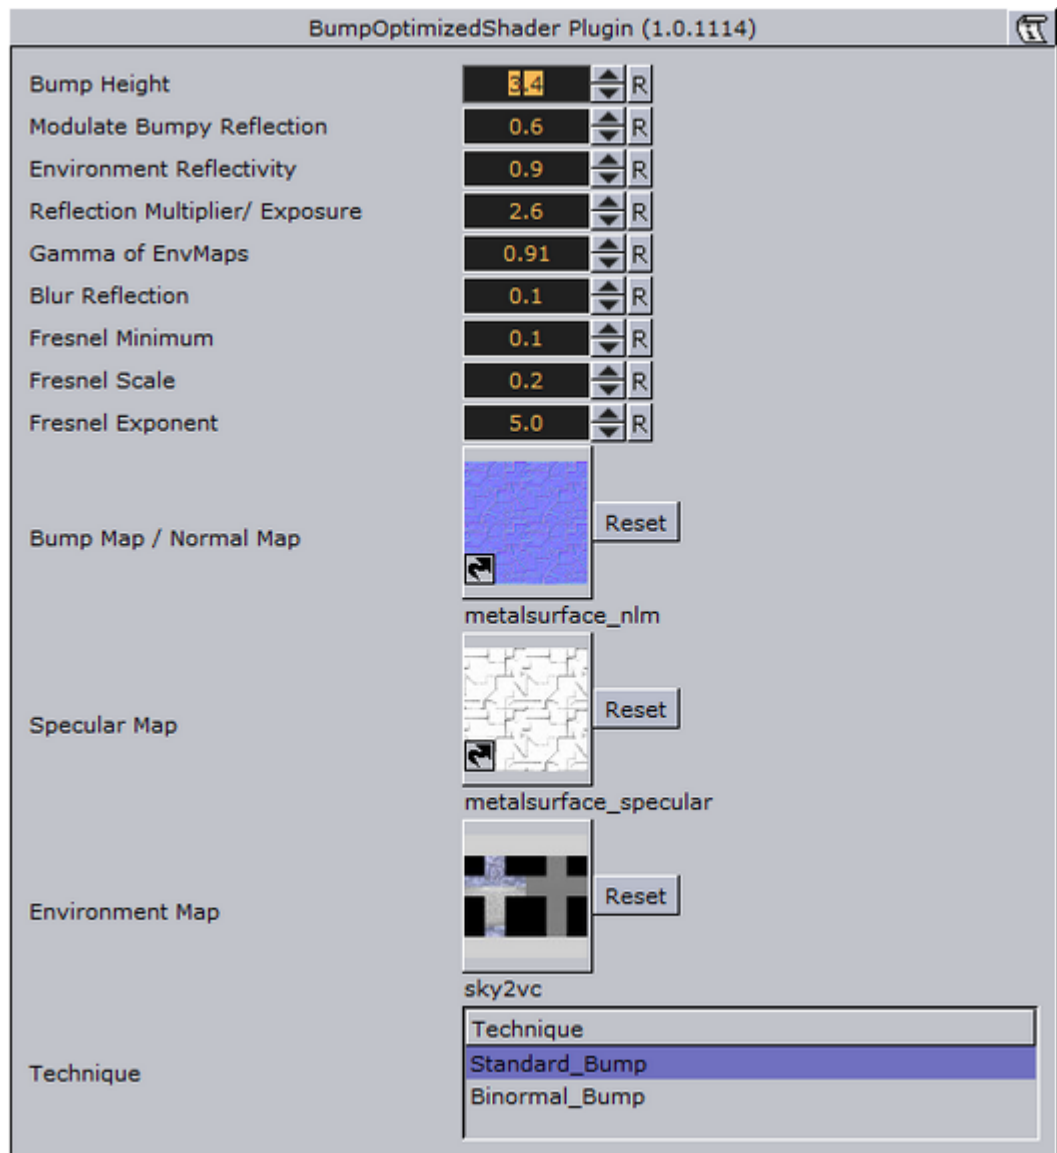 BumpOptimizedShader Plugin (1.0.1114)
Bump Height 3.4 R
Modulate Bumpy Reflection 0.6 R
Environment Reflectivity 0.9 R
Reflection Multiplier/ Exposure 2.6 R
Gamma of EnvMaps 0.91 R
Blur Reflection 0.1 R
Fresnel Minimum 0.1 R
Fresnel Scale 0.2 R
Fresnel Exponent 5.0 R
Bump Map / Normal Map Reset
metalsurface_nlm
Specular Map Reset
metalsurface_specular
Environment Map Reset
sky2vc
Technique
Technique
Standard_Bump
Binormal_Bump